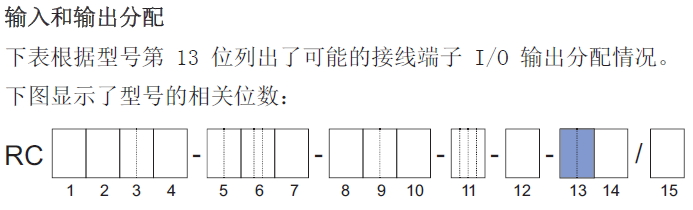 输入和输出分配
下表根据型号第 13 位列出了可能的接线端子 I/O 输出分配情况。
下图显示了型号的相关位数：
RC - - - - - /
1 2 3 4 5 6 7 8 9 10 11 12 13 14 15